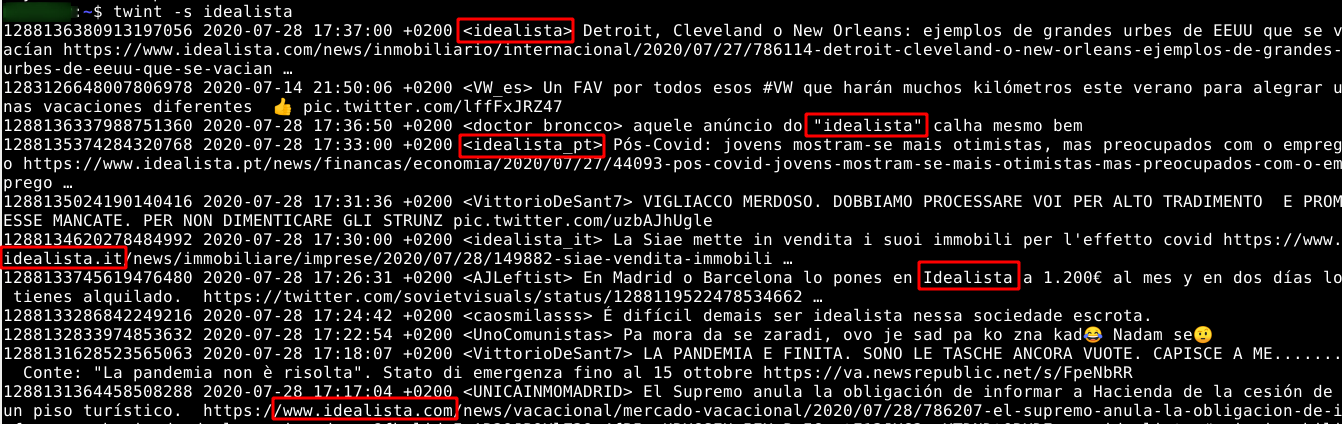 :~$ twint -s idealista
1288136380913197056 2020-07-28 17:37:00 +0200 <idealista> Detroit, Cleveland o New Orleans: ejemplos de grandes urbes de EEUU que se v
acían https://www.idealista.com/news/inmobiliario/internacional/2020/07/27/786114-detroit-cleveland-o-new-orleans-ejemplos-de-grandes-
urbes-de-eeuu-que-se-vacian …
1283126648007806978 2020-07-14 21:50:06 +0200 <VW_es> Un FAV por todos esos #VW que harán muchos kilómetros este verano para alegrar u
nas vacaciones diferentes 👍 pic.twitter.com/lffFxJRZ47
1288136337988751360 2020-07-28 17:36:50 +0200 <doctor broncco> aquele anúncio do "idealista" calha mesmo bem
1288135374284320768 2020-07-28 17:33:00 +0200 <idealista_pt> Pós-Covid: jovens mostram-se mais otimistas, mas preocupados com o empreg
o https://www.idealista.pt/news/financas/economia/2020/07/27/44093-pos-covid-jovens-mostram-se-mais-otimistas-mas-preocupados-com-o-em
prego …
1288135024190140416 2020-07-28 17:31:36 +0200 <VittorioDeSant7> VIGLIACCO MERDOSO. DOBBIAMO PROCESSARE VOI PER ALTO TRADIMENTO E PROM
ESSE MANCATE. PER NON DIMENTICARE GLI STRUNZ pic.twitter.com/uzbAJhUgle
1288134620278484992 2020-07-28 17:30:00 +0200 <idealista_it> La Siae mette in vendita i suoi immobili per l'effetto covid https://www.
idealista.it/news/immobiliare/imprese/2020/07/28/149882-siae-vendita-immobili …
1288133745619476480 2020-07-28 17:26:31 +0200 <AJLeftist> En Madrid o Barcelona lo pones en Idealista a 1.200€ al mes y en dos días lo
tienes alquilado. https://twitter.com/sovietvisuals/status/1288119522478534662 …
1288133286842249216 2020-07-28 17:24:42 +0200 <caosmilasss> É difícil demais ser idealista nessa sociedade escrota.
1288132833974853632 2020-07-28 17:22:54 +0200 <UnoComunistas> Pa mora da se zaradi, ovo je sad pa ko zna kad😂 Nadam se😲
1288131628523565063 2020-07-28 17:18:07 +0200 <VittorioDeSant7> LA PANDEMIA E FINITA. SONO LE TASCHE ANCORA VUOTE. CAPISCE A ME.......
Conte: "La pandemia non è risolta". Stato di emergenza fino al 15 ottobre https://va.newsrepublic.net/s/FpeNbRR
1288131364458508288 2020-07-28 17:17:04 +0200 <UNICAINMOMADRID> El Supremo anula la obligación de informar a Hacienda de la cesión de
un piso turístico. https://www.idealista.com/news/vacacional/mercado-vacacional/2020/07/28/786207-el-supremo-anula-la-obligacion-de-i